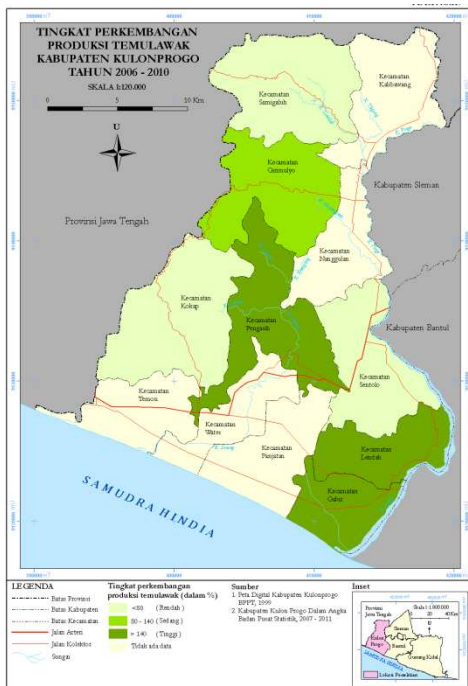 TINGKAT PERKEMBANGAN
PRODUKSI TEMULAWAK
KABUPATEN KULONPROGO
TAHUN 2006 - 2010
SKALA 1:120.000
0 5 10 Km
U
Kecamatan
Samigaluh
Kecamatan
Kalibawang
Kecamatan
Girimulyo
Kabupaten Sleman
Provinsi Jawa Tengah
Kecamatan
Nanggulan
Kecamatan
Kokap
Kecamatan
Pengasih
Kabupaten Bantul
Kecamatan
Sentolo
Kecamatan
Temon
Kecamatan
Wates
Kecamatan
Panjatan
Kecamatan
Lendah
Kecamatan
Galur
SAMUDRA HINDIA
LEGENDA
Batas Provinsi
Batas Kabupaten
Batas Kecamatan
Jalan Arteri
Jalan Kolektor
Sungai
Tingkat perkembangan
produksi temulawak (dalam %)
<80 (Rendah)
80 - 140 (Sedang)
> 140 (Tinggi)
Tidak ada data
Sumber
1. Peta Digital Kabupaten Kulonprogo
BPPT, 1999
2. Kabupaten Kulon Progo Dalam Angka
Badan Pusat Statistik, 2007 - 2011
Inset
Provinsi
Jawa Tengah
Sleman
Kulon
Progo
Bantul
Gunung Kidul
SAMUDRA HINDIA
Lokasi Penelitian